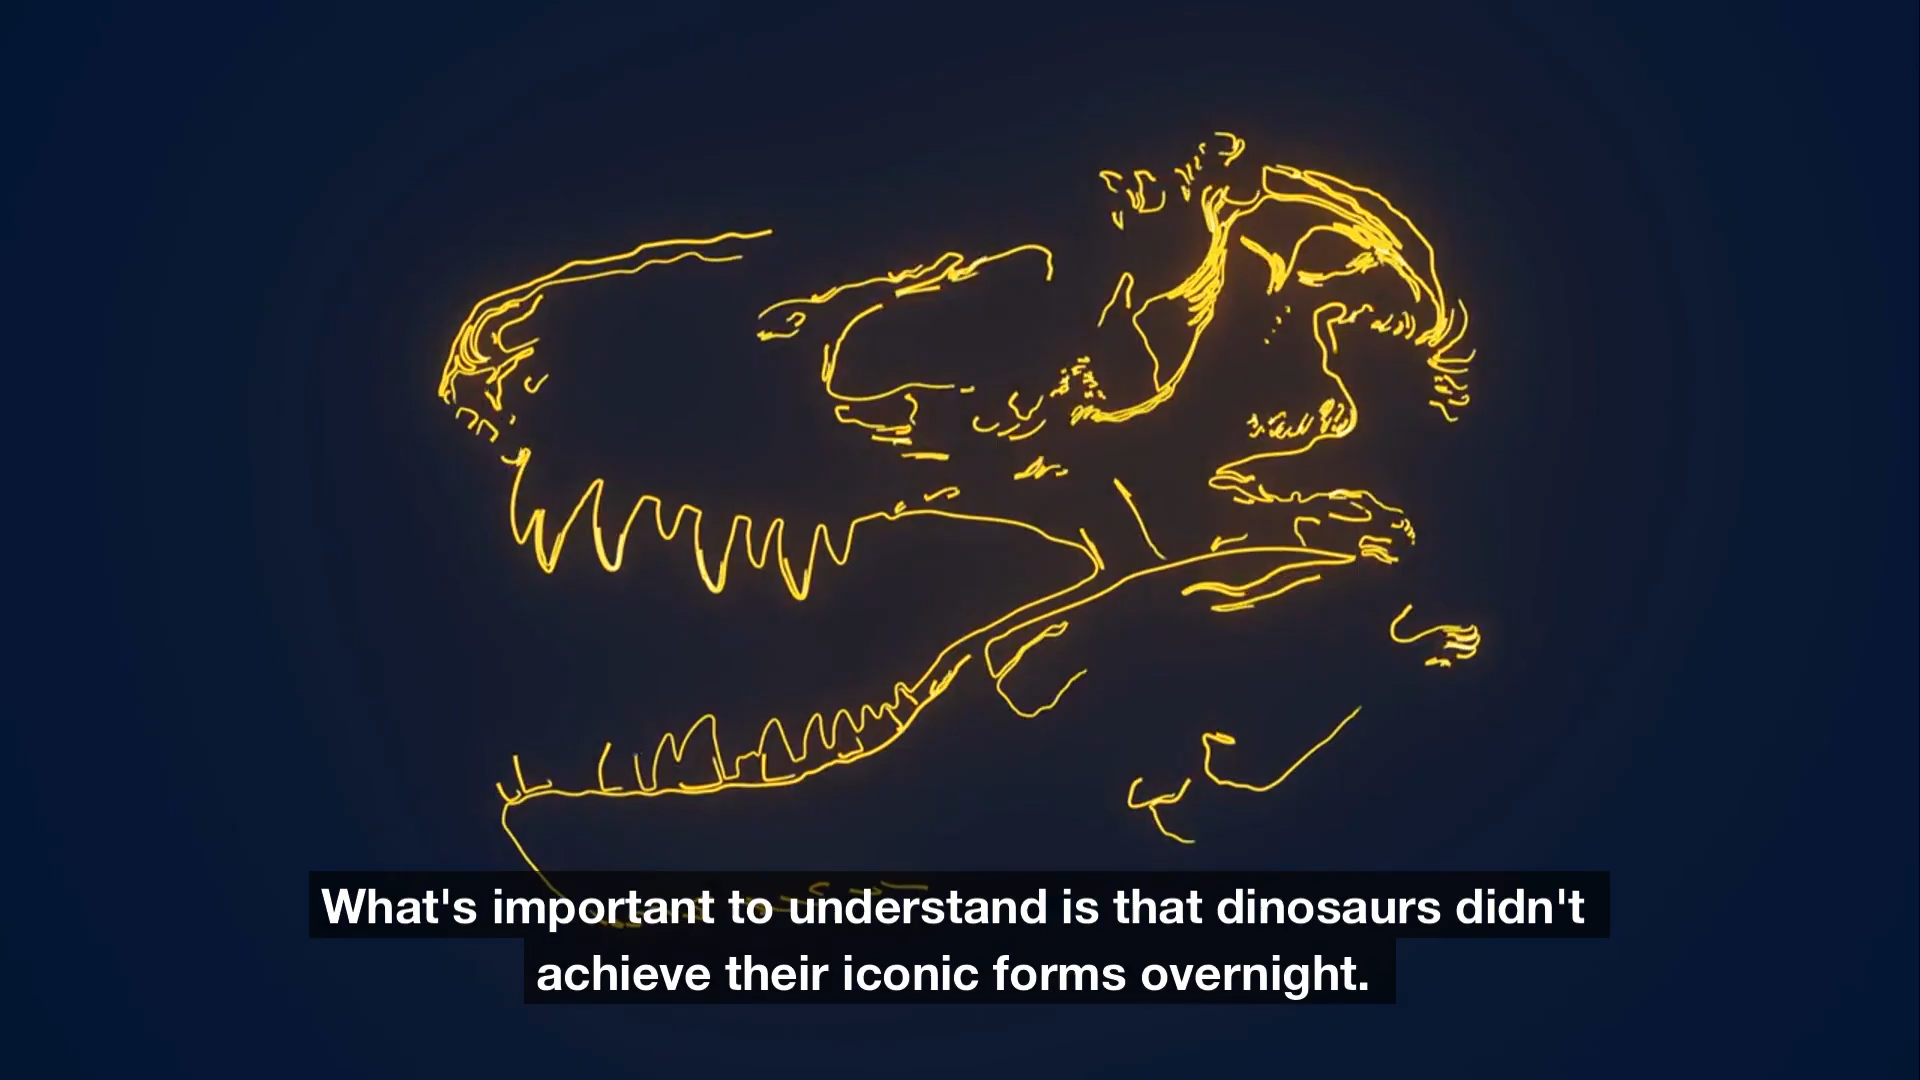 What's important to understand is that dinosaurs didn't
achieve their iconic forms overnight.